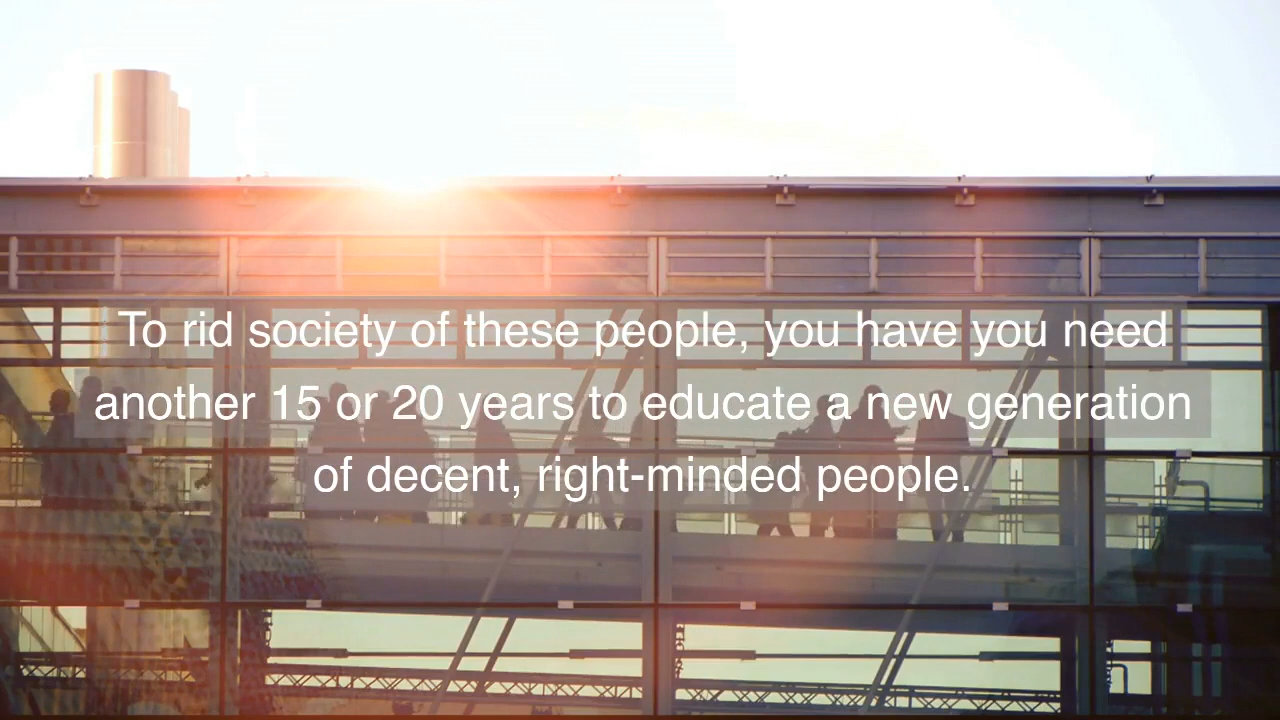 To rid society of these people, you have you need
another 15 or 20 years to educate a new generation
of decent, right-minded people.